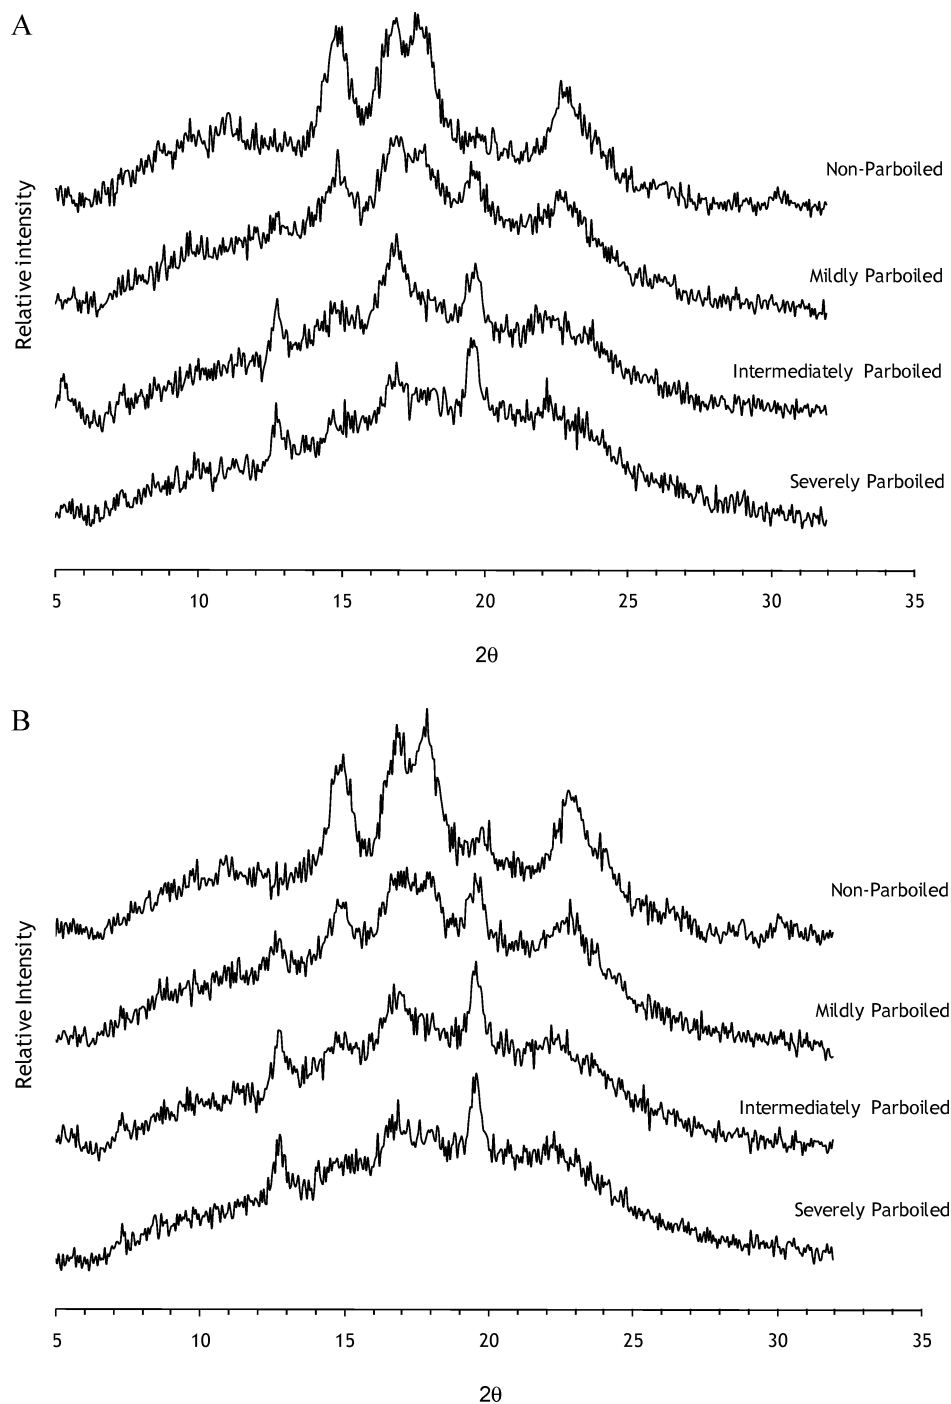 A
Relative intensity
Non-Parboiled
Mildly Parboiled
Intermediately Parboiled
Severely Parboiled
5 10 15 20 25 30 35
2θ
B
Relative Intensity
Non-Parboiled
Mildly Parboiled
Intermediately Parboiled
Severely Parboiled
5 10 15 20 25 30 35
2θ